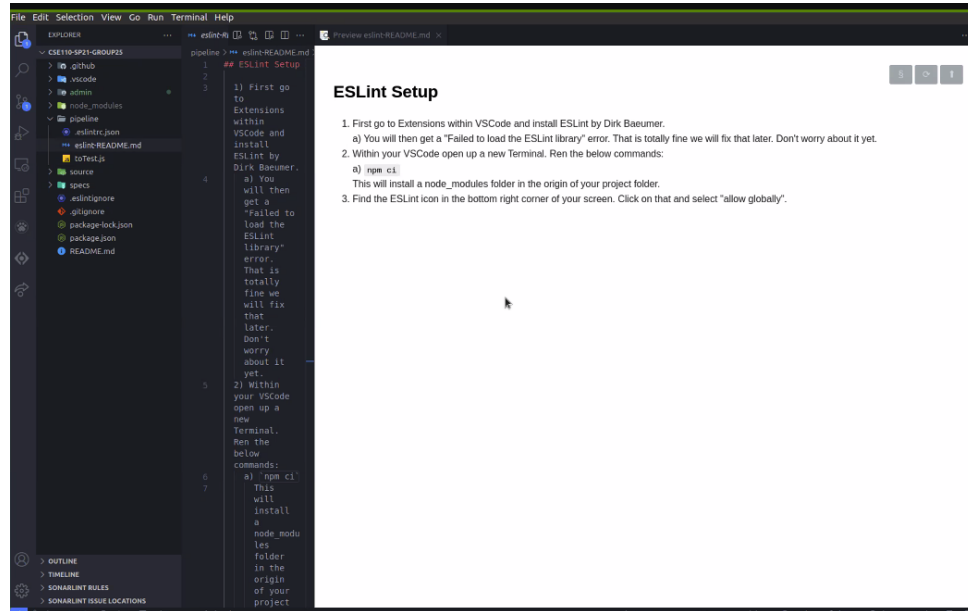 File Edit Selection View Go Run Terminal Help
EXPLORER
CSE110-SP21-GROUP25
.github
.vscode
admin
node_modules
pipeline
.eslintrc.json
eslint-README.md
toTest.js
source
specs
.eslintignore
.gitignore
package-lock.json
package.json
README.md
OUTLINE
TIMELINE
SONARLINT RULES
SONARLINT ISSUE LOCATIONS
pipeline > eslint-README.md
1 ## ESLint Setup
2
3 1) First go
to
Extensions
within
VSCode and
install
ESLint by
Dirk Baeumer.
4 a) You
will then
get a
"Failed to
load the
ESLint
library"
error.
That is
totally
fine we
will fix
that
later.
Don't
worry
about it
yet.
5 2) Within
your VSCode
open up a
new
Terminal.
Ren the
below
commands:
6 a) `npm ci`
7 This
will
install
a
node_modu
les
folder
in the
origin
of your
project
Preview eslint-README.md
ESLint Setup
1. First go to Extensions within VSCode and install ESLint by Dirk Baeumer.
a) You will then get a "Failed to load the ESLint library" error. That is totally fine we will fix that later. Don't worry about it yet.
2. Within your VSCode open up a new Terminal. Ren the below commands:
a) npm ci
This will install a node_modules folder in the origin of your project folder.
3. Find the ESLint icon in the bottom right corner of your screen. Click on that and select "allow globally".